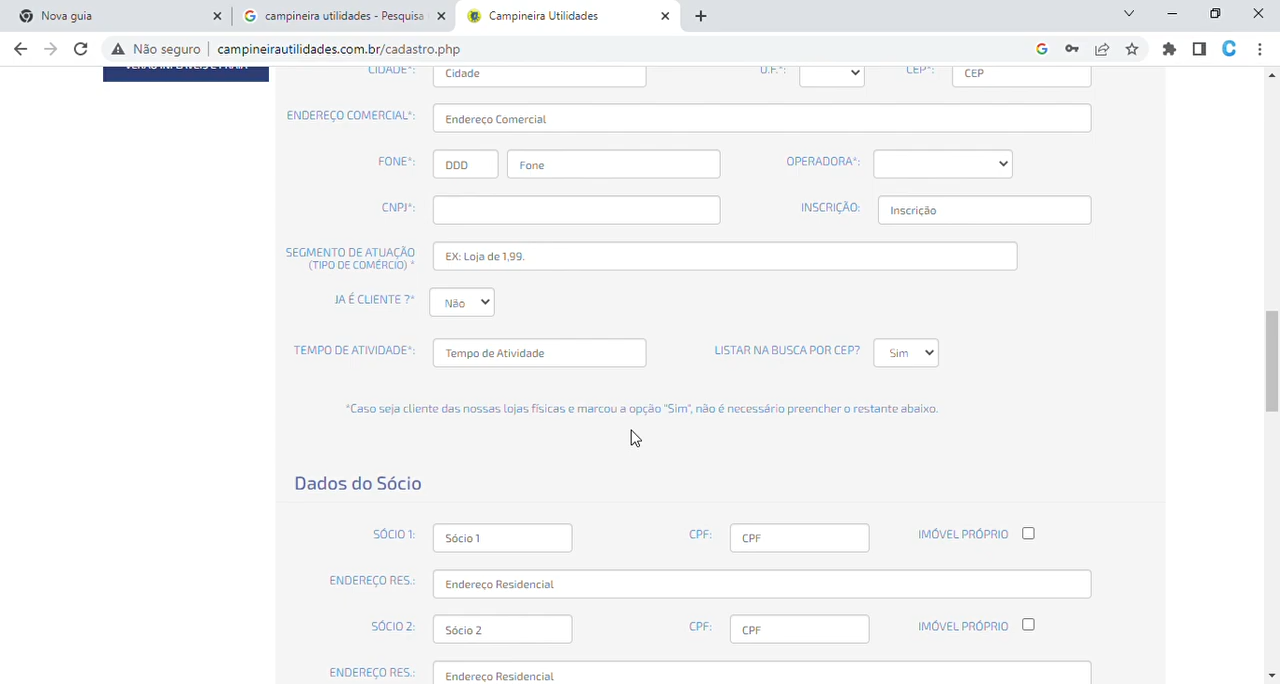 Nova guia
campineira utilidades - Pesquisa
Campineira Utilidades
Não seguro
campineirautilidades.com.br/cadastro.php
CIDADE*: Cidade U.F.*: CEP*: CEP
ENDEREÇO COMERCIAL*: Endereço Comercial
FONE*: DDD Fone OPERADORA*:
CNPJ*: INSCRIÇÃO: Inscrição
SEGMENTO DE ATUAÇÃO
(TIPO DE COMÉRCIO) * EX: Loja de 1,99.
JA É CLIENTE ?* Não
TEMPO DE ATIVIDADE*: Tempo de Atividade LISTAR NA BUSCA POR CEP? Sim
*Caso seja cliente das nossas lojas físicas e marcou a opção "Sim", não é necessário preencher o restante abaixo.
Dados do Sócio
SÓCIO 1: Sócio 1 CPF: CPF IMÓVEL PRÓPRIO
ENDEREÇO RES.: Endereço Residencial
SÓCIO 2: Sócio 2 CPF: CPF IMÓVEL PRÓPRIO
ENDEREÇO RES.: Endereço Residencial